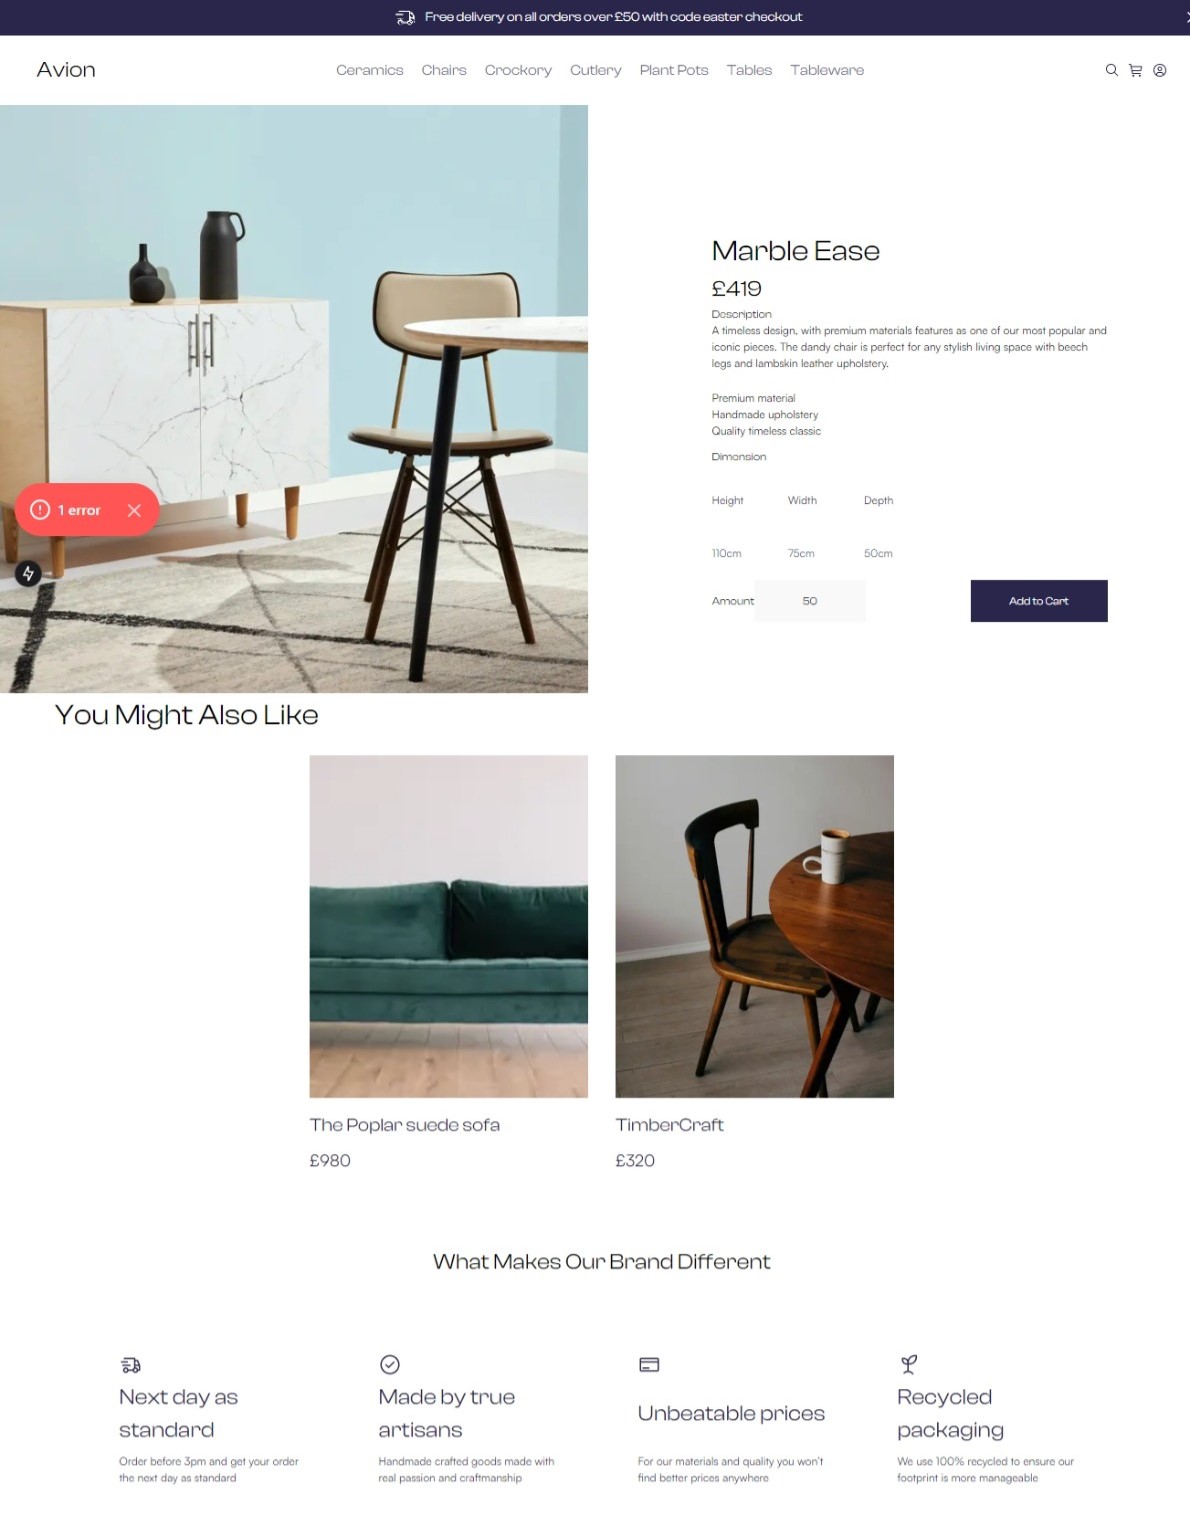 Free delivery on all orders over £50 with code easter checkout
Avion
Ceramics Chairs Crockory Cutlery Plant Pots Tables Tableware
Marble Ease
£419
Description
A timeless design, with premium materials features as one of our most popular and
iconic pieces. The dandy chair is perfect for any stylish living space with beech
legs and lambskin leather upholstery.
Premium material
Handmade upholstery
Quality timeless classic
Dimension
Height Width Depth
110cm 75cm 50cm
Amount 50 Add to Cart
1 error
You Might Also Like
The Poplar suede sofa
£980
TimberCraft
£320
What Makes Our Brand Different
Next day as
standard
Order before 3pm and get your order
the next day as standard
Made by true
artisans
Handmade crafted goods made with
real passion and craftmanship
Unbeatable prices
For our materials and quality you won't
find better prices anywhere
Recycled
packaging
We use 100% recycled to ensure our
footprint is more manageable